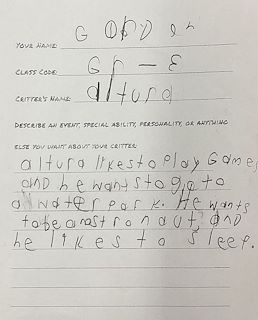 YOUR NAME: GORDEN
CLASS CODE: Gr-E
CRITTER'S NAME: altura
DESCRIBE AN EVENT, SPECIAL ABILITY, PERSONALITY, OR ANYTHING
ELSE YOU WANT ABOUT YOUR CRITTER:
altura likes to play Games
and he wants to go to
a water park. He wants
to be an astronaut, and
he likes to sleep.